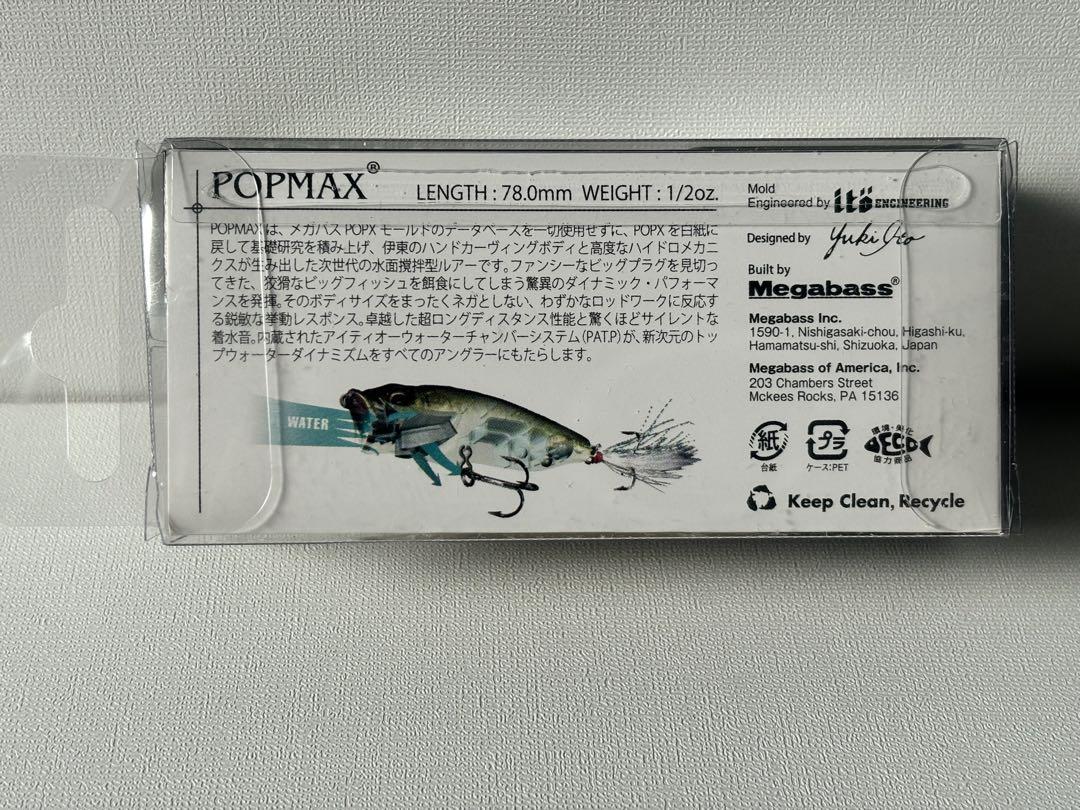 POPMAX®
LENGTH : 78.0mm WEIGHT : 1/2oz.
POPMAXは、メガバス POPX モールドのデータベースを一切使用せずに、POPXを白紙に
戻して基礎研究を積み上げ、伊東のハンドカーヴィングボディと高度なハイドロメカニ
クスが生み出した次世代の水面撹拌型ルアーです。ファンシーなビッグプラグを見切っ
てきた、狡猾なビッグフィッシュを餌食にしてしまう驚異のダイナミック・パフォーマ
ンスを発揮。そのボディサイズをまったくネガとしない、わずかなロッドワークに反応す
る鋭敏な挙動レスポンス。卓越した超ロングディスタンス性能と驚くほどサイレントな
着水音。内蔵されたアイティオーウォーターチャンバーシステム(PAT.P)が、新次元のトッ
プウォーターダイナミズムをすべてのアングラーにもたらします。
WATER
Mold
Engineered by Itö ENGINEERING
Designed by Yuki Ito
Built by
Megabass®
Megabass Inc.
1590-1, Nishigasaki-chou, Higashi-ku,
Hamamatsu-shi, Shizuoka, Japan
Megabass of America, Inc.
203 Chambers Street
Mckees Rocks, PA 15136
紙
台紙
プラ
ケース:PET
環境・美化
ECO
協力商品
Keep Clean, Recycle